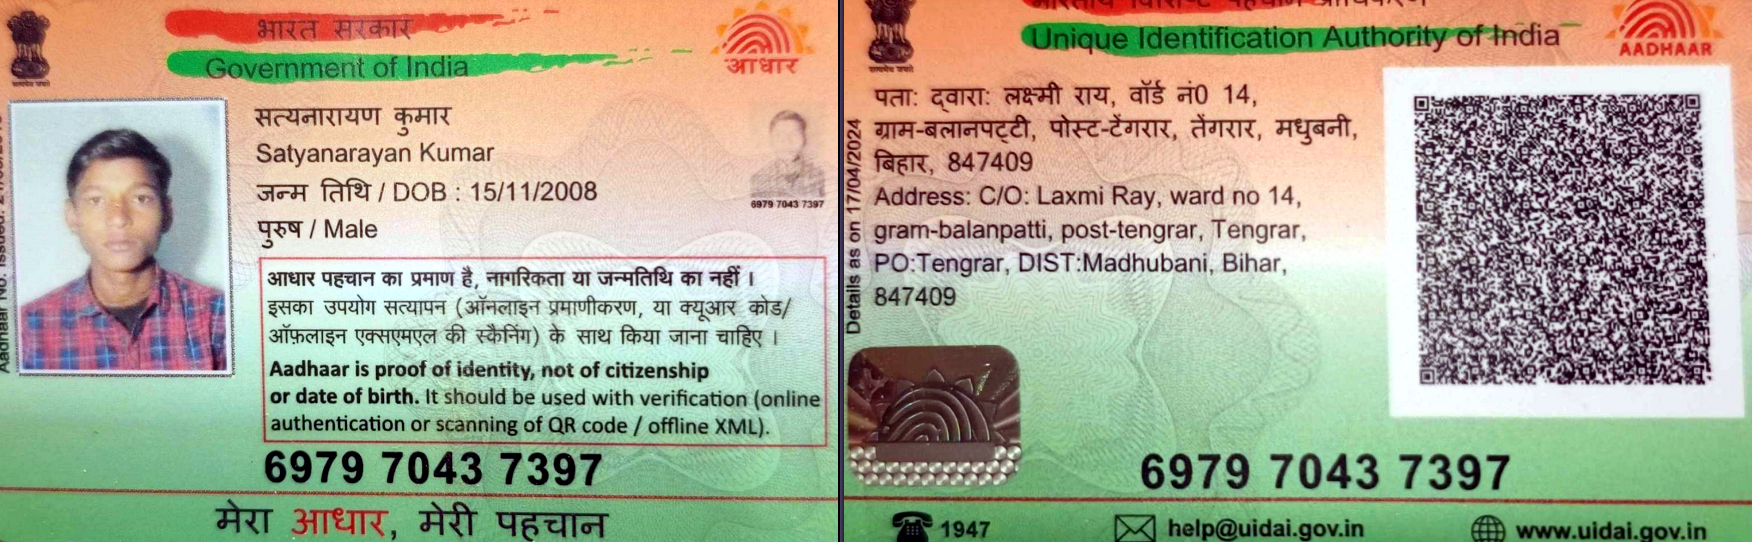 भारत सरकार
Government of India
आधार
सत्यनारायण कुमार
Satyanarayan Kumar
जन्म तिथि / DOB : 15/11/2008
पुरुष / Male
6979 7043 7397
Aadhaar No. Issued:
आधार पहचान का प्रमाण है, नागरिकता या जन्मतिथि का नहीं ।
इसका उपयोग सत्यापन (ऑनलाइन प्रमाणीकरण, या क्यूआर कोड/
ऑफ़लाइन एक्सएमएल की स्कैनिंग) के साथ किया जाना चाहिए ।
Aadhaar is proof of identity, not of citizenship
or date of birth. It should be used with verification (online
authentication or scanning of QR code / offline XML).
6979 7043 7397
मेरा आधार, मेरी पहचान
भारतीय विशिष्ट पहचान प्राधिकरण
Unique Identification Authority of India
AADHAAR
Details as on 17/04/2024
पता: द्वारा: लक्ष्मी राय, वॉर्ड नं0 14,
ग्राम-बलानपट्टी, पोस्ट-टेंगरार, तेंगरार, मधुबनी,
बिहार, 847409
Address: C/O: Laxmi Ray, ward no 14,
gram-balanpatti, post-tengrar, Tengrar,
PO:Tengrar, DIST:Madhubani, Bihar,
847409
6979 7043 7397
1947
help@uidai.gov.in
www.uidai.gov.in